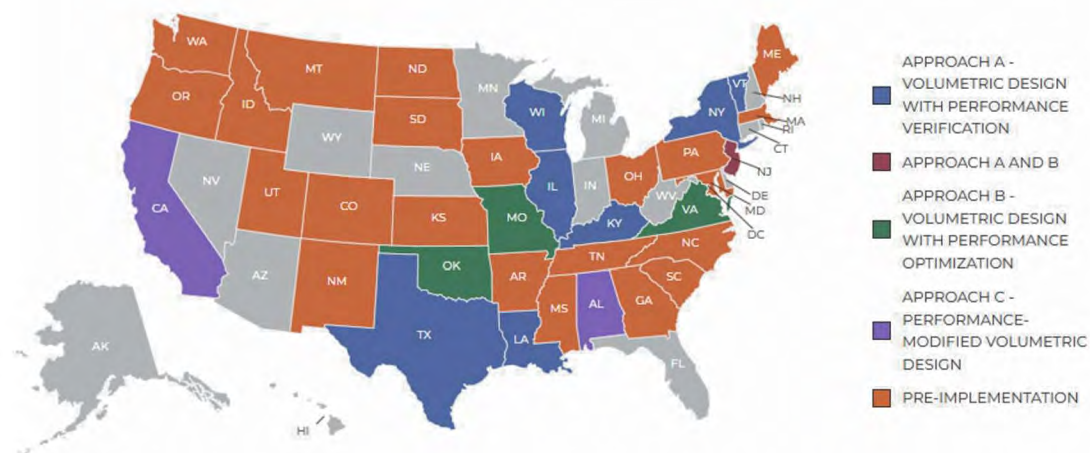 WA
MT
ND
MN
ME
OR
ID
SD
WI
VT
NH
NY
MI
MA
RI
WY
CT
IA
PA
NE
NJ
NV
OH
IL
IN
DE
UT
WV
MD
CA
CO
VA
KS
MO
KY
DC
NC
TN
AZ
OK
NM
AR
SC
MS
AL
GA
TX
LA
AK
FL
HI
APPROACH A -
VOLUMETRIC DESIGN
WITH PERFORMANCE
VERIFICATION
APPROACH A AND B
APPROACH B -
VOLUMETRIC DESIGN
WITH PERFORMANCE
OPTIMIZATION
APPROACH C -
PERFORMANCE-
MODIFIED VOLUMETRIC
DESIGN
PRE-IMPLEMENTATION